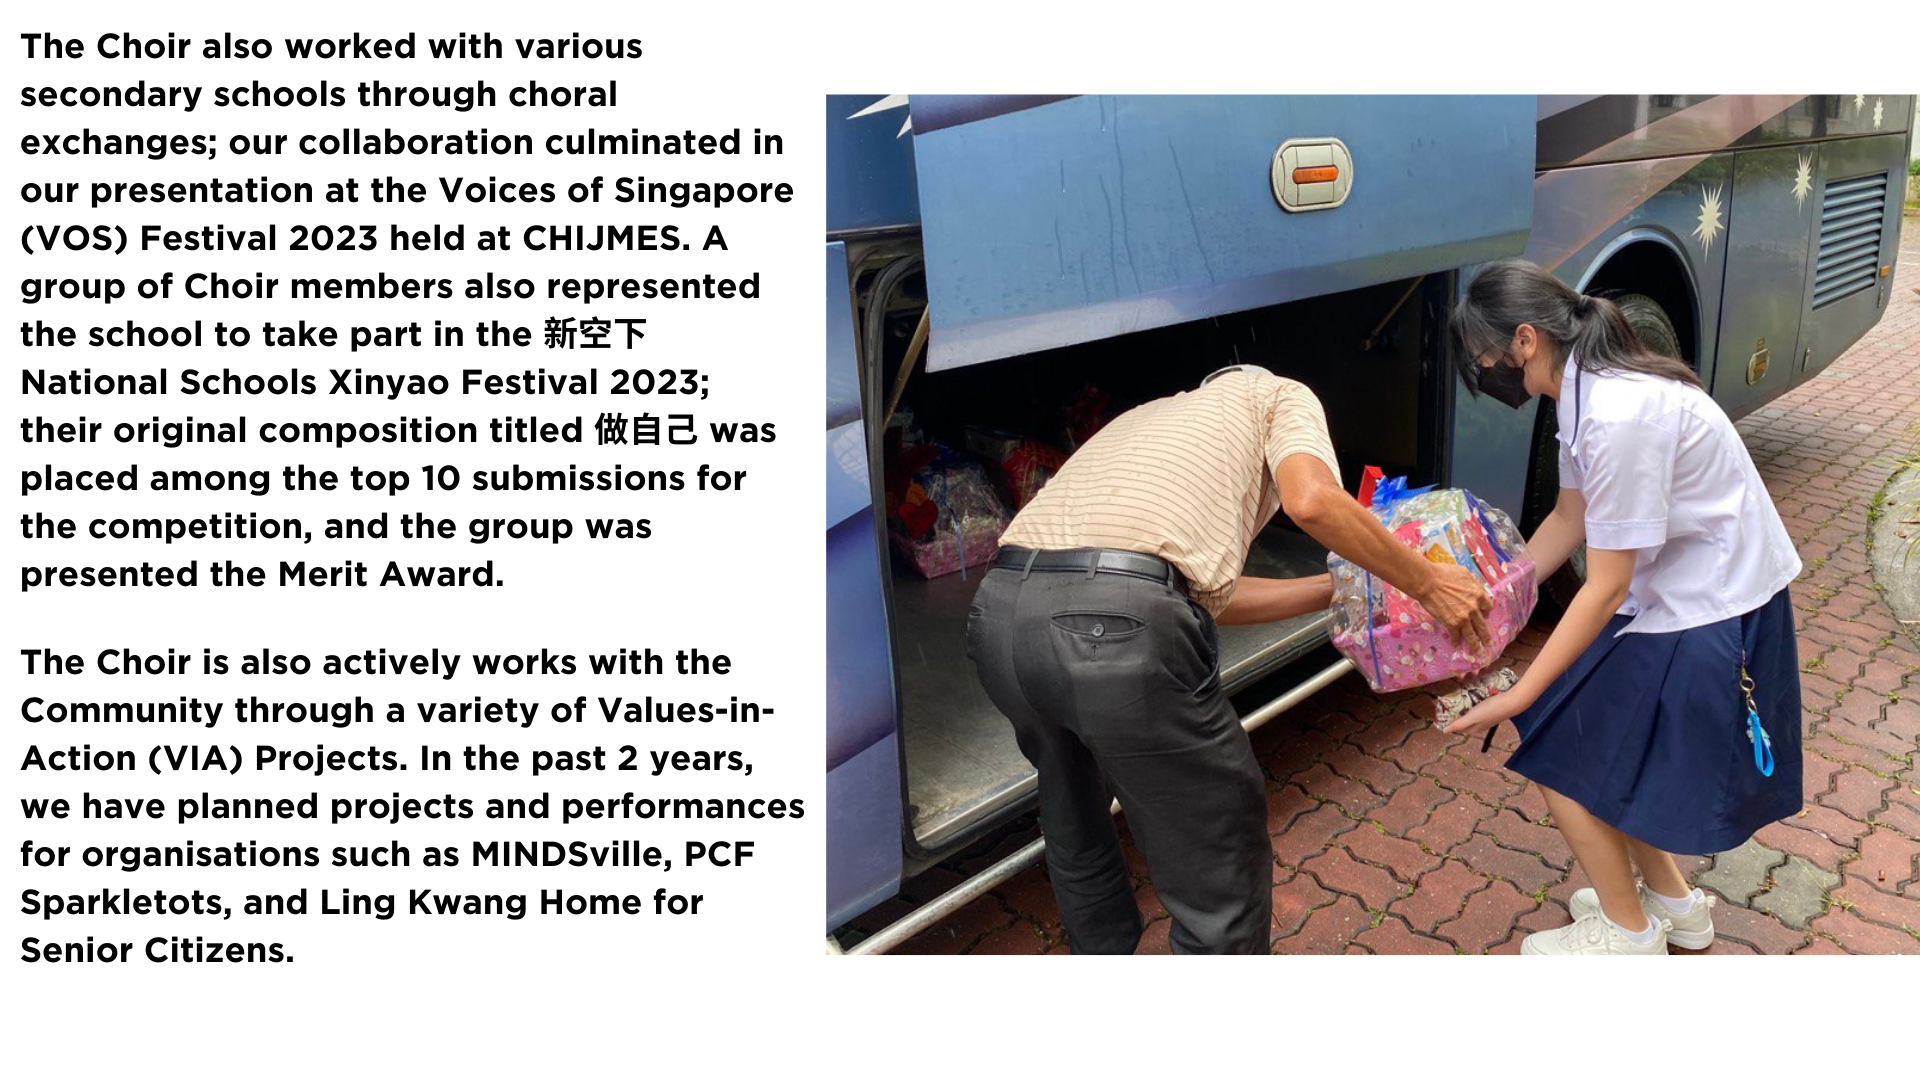 The Choir also worked with various
secondary schools through choral
exchanges; our collaboration culminated in
our presentation at the Voices of Singapore
(VOS) Festival 2023 held at CHIJMES. A
group of Choir members also represented
the school to take part in the 新空下
National Schools Xinyao Festival 2023;
their original composition titled 做自己 was
placed among the top 10 submissions for
the competition, and the group was
presented the Merit Award.
The Choir is also actively works with the
Community through a variety of Values-in-
Action (VIA) Projects. In the past 2 years,
we have planned projects and performances
for organisations such as MINDSville, PCF
Sparkletots, and Ling Kwang Home for
Senior Citizens.